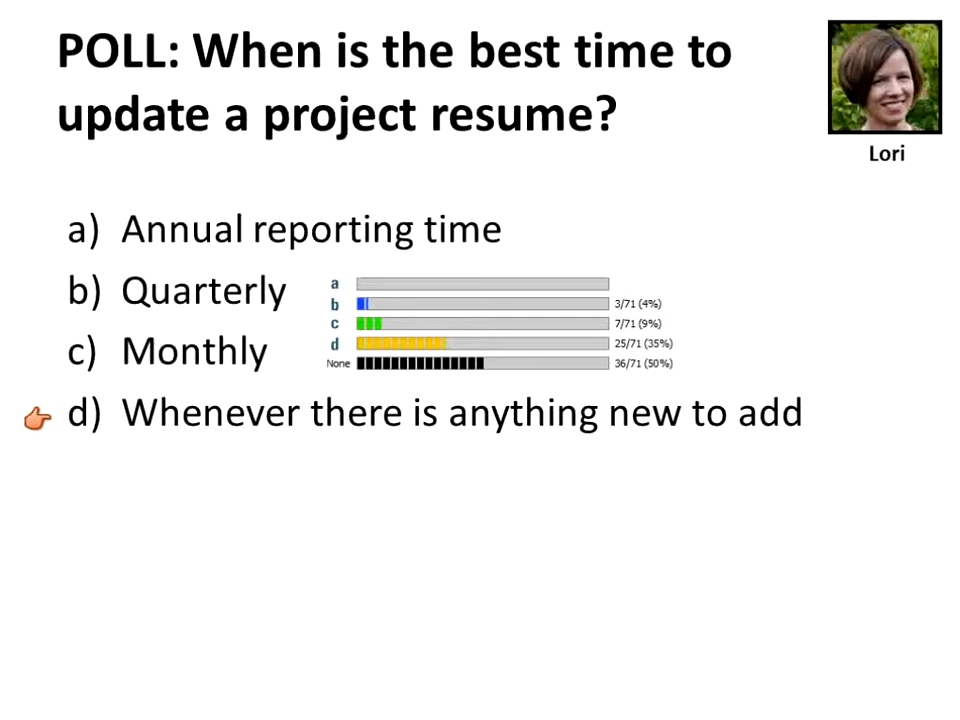 POLL: When is the best time to
update a project resume?
Lori
a) Annual reporting time
b) Quarterly
c) Monthly
d) Whenever there is anything new to add
a
b 3/71 (4%)
c 7/71 (9%)
d 25/71 (35%)
None 36/71 (50%)